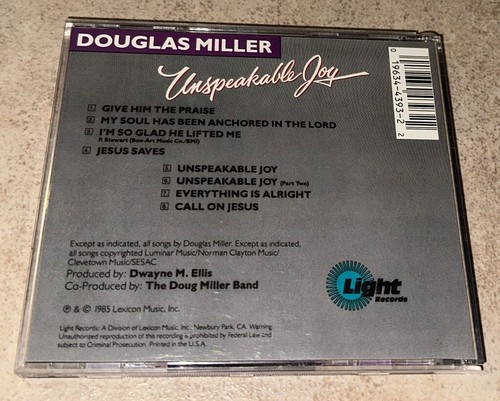 DOUGLAS MILLER
Unspeakable Joy
0 19634-4393-2 2
1 GIVE HIM THE PRAISE
2 MY SOUL HAS BEEN ANCHORED IN THE LORD
3 I'M SO GLAD HE LIFTED ME
P. Stewart (Bon-Art Music Co./BMI)
4 JESUS SAVES
5 UNSPEAKABLE JOY
6 UNSPEAKABLE JOY (Part Two)
7 EVERYTHING IS ALRIGHT
8 CALL ON JESUS
Except as indicated, all songs by Douglas Miller. Except as indicated,
all songs copyrighted Luminar Music/Norman Clayton Music/
Clevetown Music/SESAC
Produced by: Dwayne M. Ellis
Co-Produced by: The Doug Miller Band
Light
Records
℗ & © 1985 Lexicon Music, Inc.
Light Records: A Division of Lexicon Music, Inc., Newbury Park, CA. Warning:
Unauthorized reproduction of this recording is prohibited by Federal Law and
subject to Criminal Prosecution. Printed in the U.S.A.